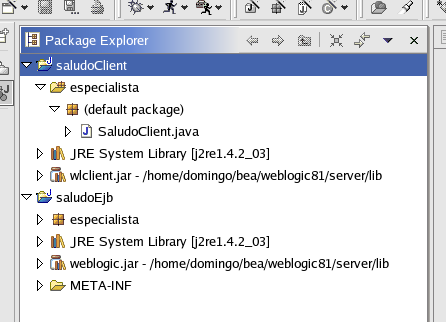 Package Explorer
saludoClient
especialista
(default package)
SaludoClient.java
JRE System Library [j2re1.4.2_03]
wlclient.jar - /home/domingo/bea/weblogic81/server/lib
saludoEjb
especialista
JRE System Library [j2re1.4.2_03]
weblogic.jar - /home/domingo/bea/weblogic81/server/lib
META-INF